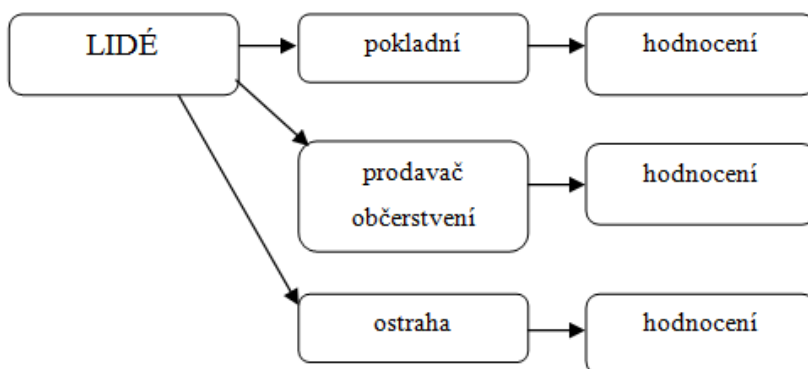 LIDÉ
pokladní
hodnocení
prodavač
občerstvení
hodnocení
ostraha
hodnocení